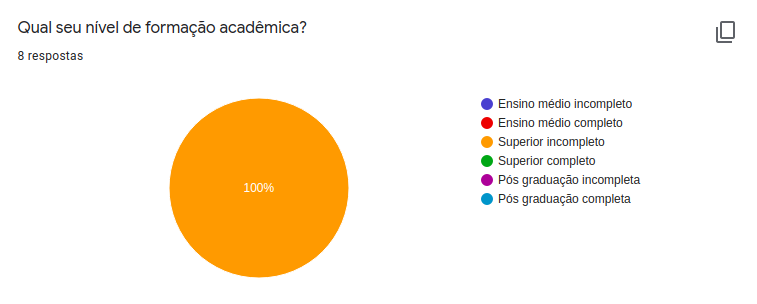 Qual seu nível de formação acadêmica?
8 respostas
100%
Ensino médio incompleto
Ensino médio completo
Superior incompleto
Superior completo
Pós graduação incompleta
Pós graduação completa